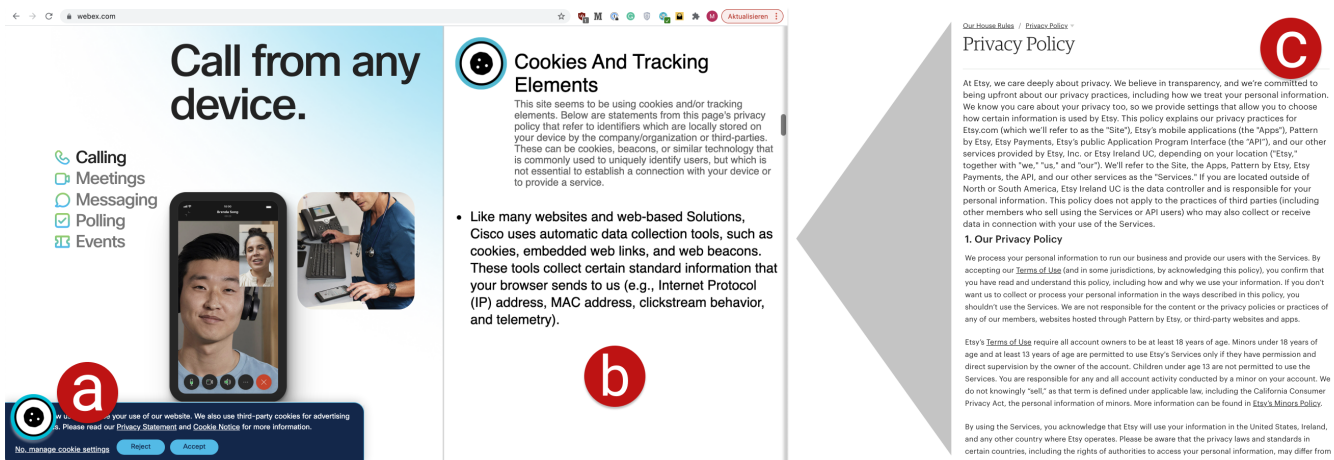 webex.com
M
M
Aktualisieren
Call from any
device.
Calling
Meetings
Messaging
Polling
Events
a
your use of our website. We also use third-party cookies for advertising
Please read our Privacy Statement and Cookie Notice for more information.
No, manage cookie settings
Reject
Accept
Cookies And Tracking
Elements
This site seems to be using cookies and/or tracking
elements. Below are statements from this page's privacy
policy that refer to identifiers which are locally stored on
your device by the company/organization or third-parties.
These can be cookies, beacons, or similar technology that
is commonly used to uniquely identify users, but which is
not essential to establish a connection with your device or
to provide a service.
• Like many websites and web-based Solutions,
Cisco uses automatic data collection tools, such as
cookies, embedded web links, and web beacons.
These tools collect certain standard information that
your browser sends to us (e.g., Internet Protocol
(IP) address, MAC address, clickstream behavior,
and telemetry).
b
Our House Rules / Privacy Policy
Privacy Policy
C
At Etsy, we care deeply about privacy. We believe in transparency, and we're committed to
being upfront about our privacy practices, including how we treat your personal information.
We know you care about your privacy too, so we provide settings that allow you to choose
how certain information is used by Etsy. This policy explains our privacy practices for
Etsy.com (which we'll refer to as the "Site"), Etsy's mobile applications (the "Apps"), Pattern
by Etsy, Etsy Payments, Etsy's public Application Program Interface (the "API"), and our other
services provided by Etsy, Inc. or Etsy Ireland UC, depending on your location ("Etsy,"
together with "we," "us," and "our"). We'll refer to the Site, the Apps, Pattern by Etsy, Etsy
Payments, the API, and our other services as the "Services." If you are located outside of
North or South America, Etsy Ireland UC is the data controller and is responsible for your
personal information. This policy does not apply to the practices of third parties (including
other members who sell using the Services or API users) who may also collect or receive
data in connection with your use of the Services.
1. Our Privacy Policy
We process your personal information to run our business and provide our users with the Services. By
accepting our Terms of Use (and in some jurisdictions, by acknowledging this policy), you confirm that
you have read and understand this policy, including how and why we use your information. If you don't
want us to collect or process your personal information in the ways described in this policy, you
shouldn't use the Services. We are not responsible for the content or the privacy policies or practices of
any of our members, websites hosted through Pattern by Etsy, or third-party websites and apps.
Etsy's Terms of Use require all account owners to be at least 18 years of age. Minors under 18 years of
age and at least 13 years of age are permitted to use Etsy's Services only if they have permission and
direct supervision by the owner of the account. Children under age 13 are not permitted to use the
Services. You are responsible for any and all account activity conducted by a minor on your account. We
do not knowingly "sell," as that term is defined under applicable law, including the California Consumer
Privacy Act, the personal information of minors. More information can be found in Etsy's Minors Policy.
By using the Services, you acknowledge that Etsy will use your information in the United States, Ireland,
and any other country where Etsy operates. Please be aware that the privacy laws and standards in
certain countries, including the rights of authorities to access your personal information, may differ from